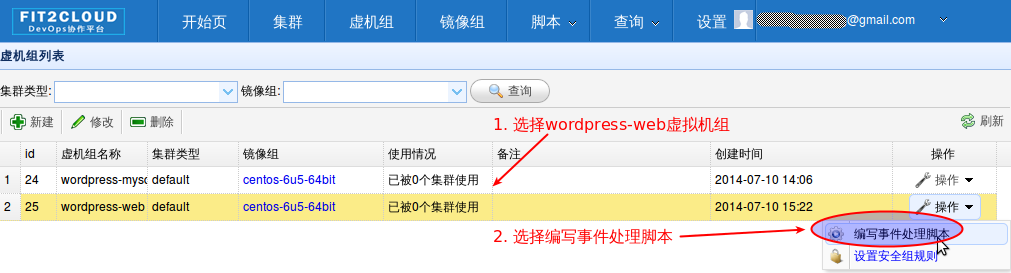 FIT2CLOUD
DevOps协作平台
开始页 集群 虚机组 镜像组 脚本 查询 设置 @gmail.com
虚机组列表
集群类型: 镜像组: 查询
新建 修改 删除 刷新
1. 选择wordpress-web虚拟机组
id 虚机组名称 集群类型 镜像组 使用情况 备注 创建时间 操作
1 24 wordpress-mysc default centos-6u5-64bit 已被0个集群使用 2014-07-10 14:06 操作
2 25 wordpress-web default centos-6u5-64bit 已被0个集群使用 2014-07-10 15:22 操作
2. 选择编写事件处理脚本
编写事件处理脚本
设置安全组规则